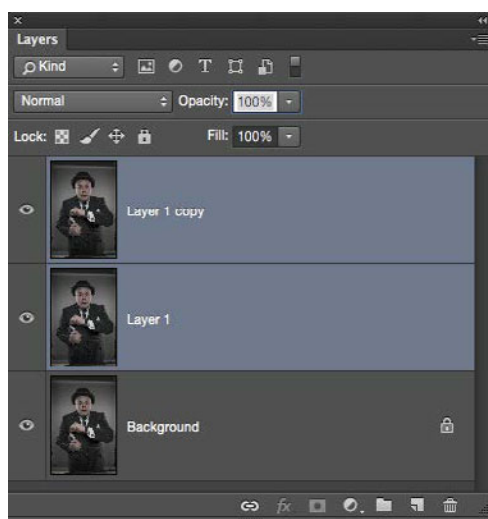 Layers
Kind
Normal Opacity: 100%
Lock: Fill: 100%
Layer 1 copy
Layer 1
Background
fx